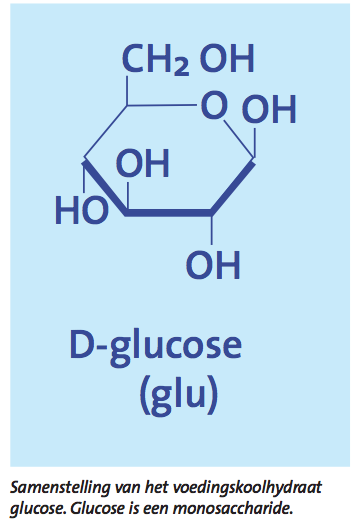 CH2 OH
O OH
OH
HO
OH
D-glucose
(glu)
Samenstelling van het voedingskoolhydraat
glucose. Glucose is een monosaccharide.